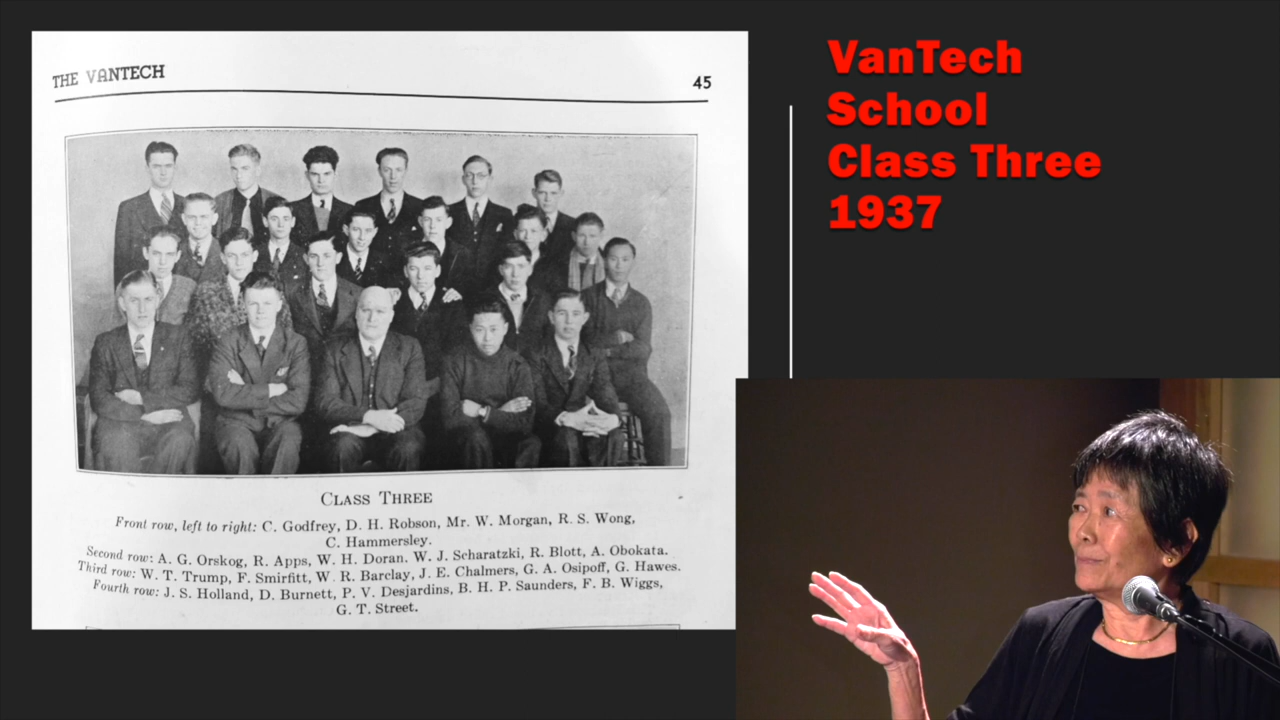 THE VANTECH
45
CLASS THREE
Front row, left to right: C. Godfrey, D. H. Robson, Mr. W. Morgan, R. S. Wong,
C. Hammersley.
Second row: A. G. Orskog, R. Apps, W. H. Doran. W. J. Scharatzki, R. Blott, A. Obokata.
Third row: W. T. Trump, F. Smirfitt, W. R. Barclay, J. E. Chalmers, G. A. Osipoff, G. Hawes.
Fourth row: J. S. Holland, D. Burnett, P. V. Desjardins, B. H. P. Saunders, F. B. Wiggs,
G. T. Street.
VanTech
School
Class Three
1937